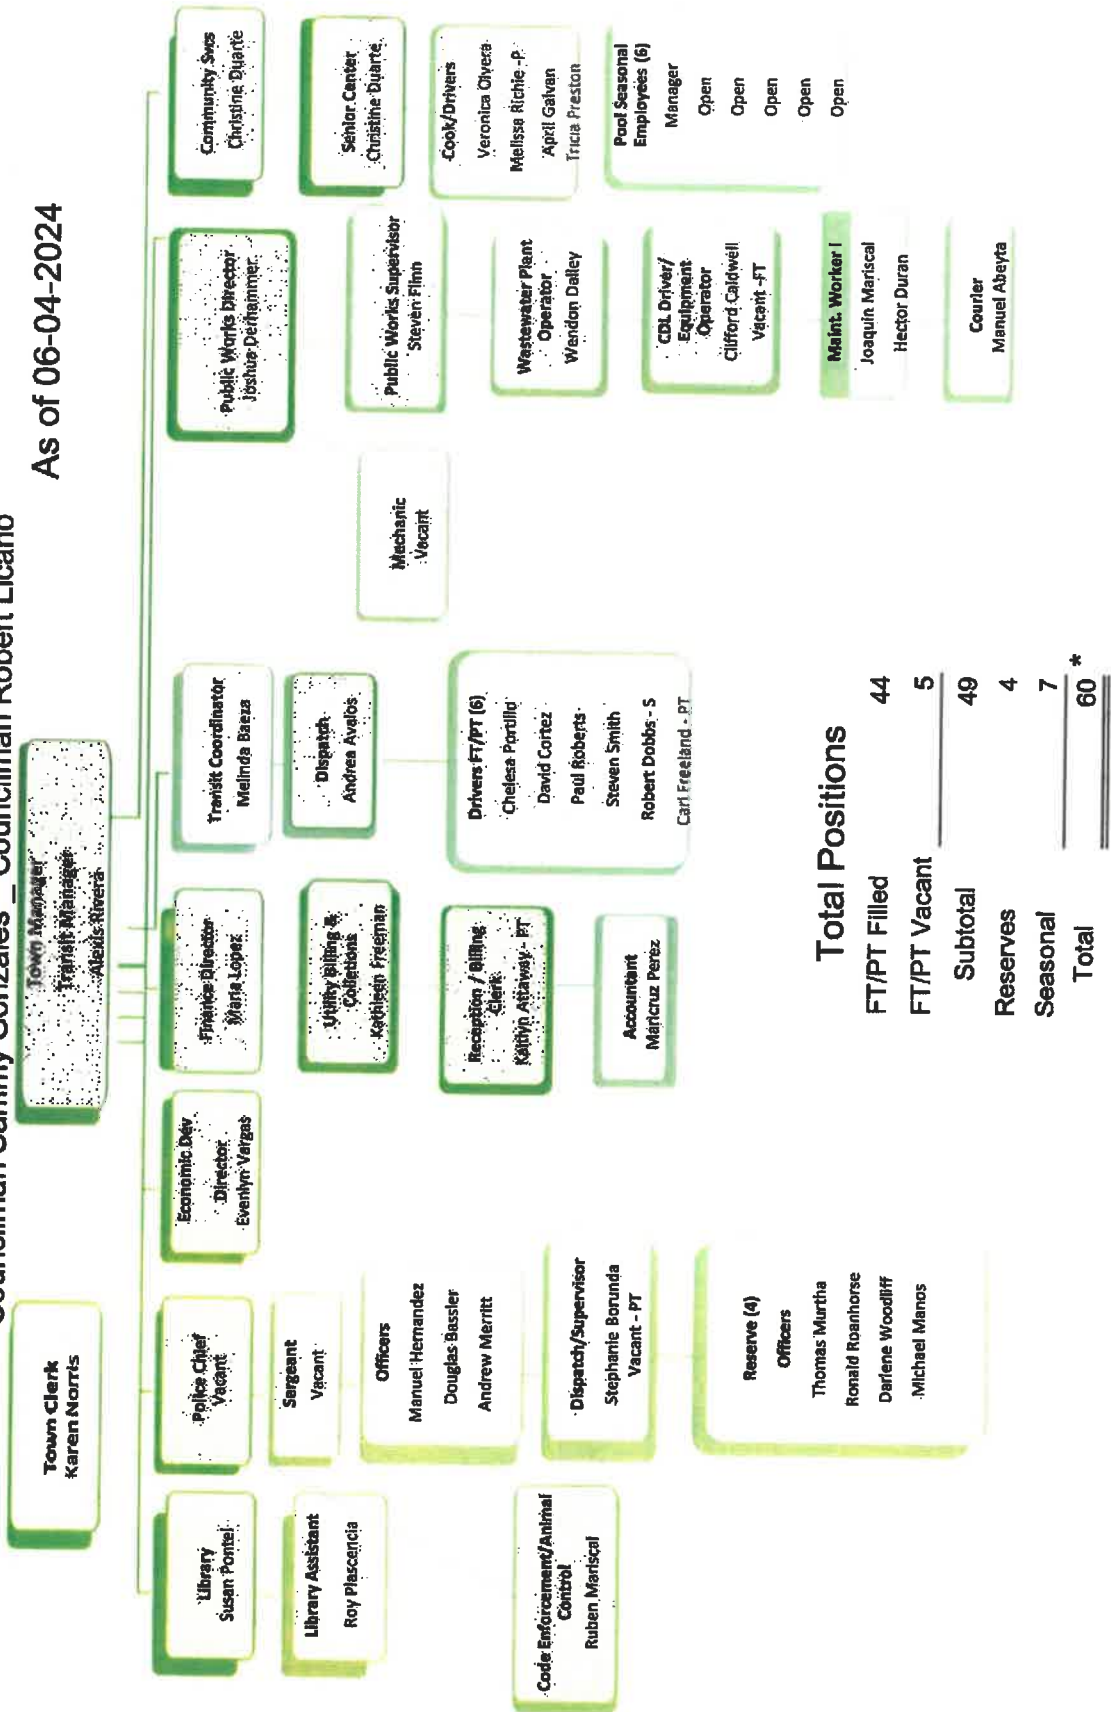 Councilman Sammy Gonzales _ Councilman Robert Licano
As of 06-04-2024
Town Clerk
Karen Norris
Town Manager
Transit Manager
Alexis Rivera
Library
Susan Pontel
Library Assistant
Roy Plascencia
Code Enforcement/Animal
Control
Ruben Mariscal
Police Chief
Vacant
Sergeant
Vacant
Officers
Manuel Hernandez
Douglas Bassler
Andrew Merritt
Dispatch/Supervisor
Stephanie Borunda
Vacant - PT
Reserve (4)
Officers
Thomas Murtha
Ronald Roanhorse
Darlene Woodliff
Michael Manos
Economic Dev
Director
Evenlyn Vargas
Finance Director
Maria Lopez
Utility Billing &
Colletions
Kathleen Freeman
Reception / Billing
Clerk
Kaitlyn Attaway - PT
Accountant
Maricruz Perez
Transit Coordinator
Melinda Baeza
Dispatch
Andrea Avalos
Drivers FT/PT (6)
Chelesa Portillo
David Cortez
Paul Roberts
Steven Smith
Robert Dobbs - S
Carl Freeland - PT
Mechanic
Vacant
Public Works Director
Joshua Derhammer
Public Works Supervisor
Steven Flinn
Wastewater Plant
Operator
Wendon Dalley
CDL Driver/
Equipment
Operator
Clifford Caldwell
Vacant -FT
Maint. Worker I
Joaquin Mariscal
Hector Duran
Courier
Manuel Abeyta
Community Svcs
Christine Duarte
Senior Center
Christine Duarte
Cook/Drivers
Veronica Olvera
Melissa Richie -P
April Galvan
Tricia Preston
Pool Seasonal
Employees (6)
Manager
Open
Open
Open
Open
Open
Total Positions
FT/PT Filled 44
FT/PT Vacant 5
Subtotal 49
Reserves 4
Seasonal 7
Total 60 *